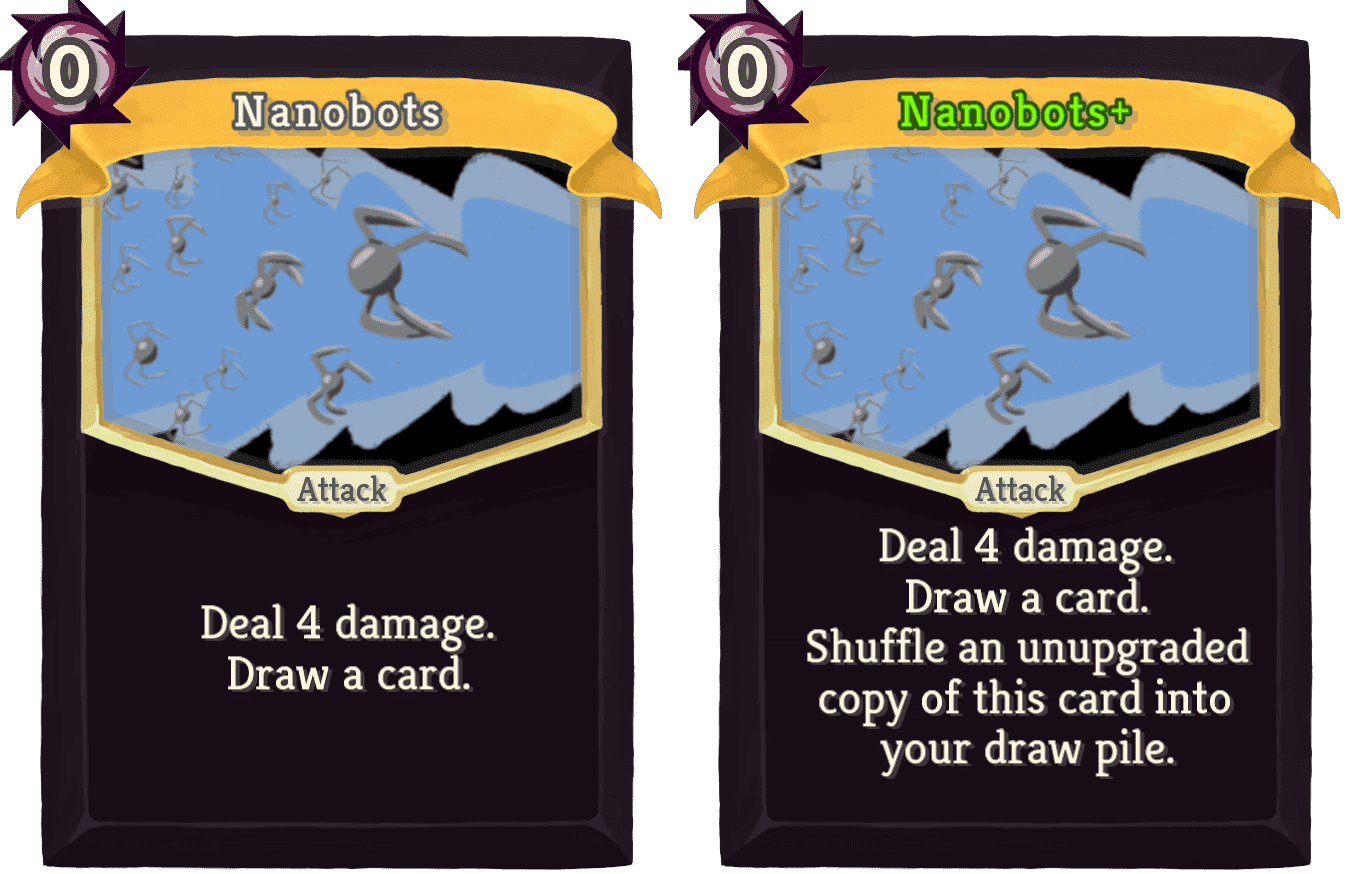 0
Nanobots
Attack
Deal 4 damage.
Draw a card.
0
Nanobots+
Attack
Deal 4 damage.
Draw a card.
Shuffle an unupgraded
copy of this card into
your draw pile.